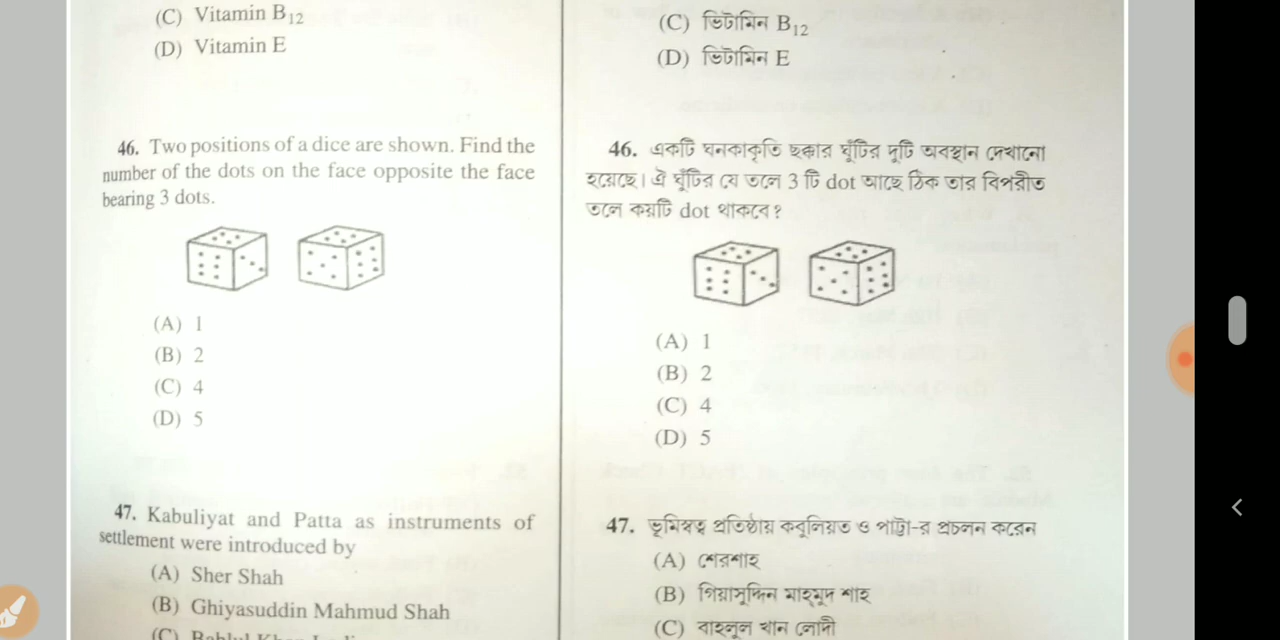 (C) Vitamin B12
(D) Vitamin E
46. Two positions of a dice are shown. Find the
number of the dots on the face opposite the face
bearing 3 dots.
(A) 1
(B) 2
(C) 4
(D) 5
47. Kabuliyat and Patta as instruments of
settlement were introduced by
(A) Sher Shah
(B) Ghiyasuddin Mahmud Shah
(C) ভিটামিন B12
(D) ভিটামিন E
46. একটি ঘনকাকৃতি ছক্কার ঘুঁটির দুটি অবস্থান দেখানো
হয়েছে। ঐ ঘুঁটির যে তলে 3 টি dot আছে ঠিক তার বিপরীত
তলে কয়টি dot থাকবে?
(A) 1
(B) 2
(C) 4
(D) 5
47. ভূমিস্বত্ব প্রতিষ্ঠায় কবুলিয়ত ও পাট্টা-র প্রচলন করেন
(A) শেরশাহ
(B) গিয়াসুদ্দিন মাহমুদ শাহ
(C) বাহলুল খান লোদী